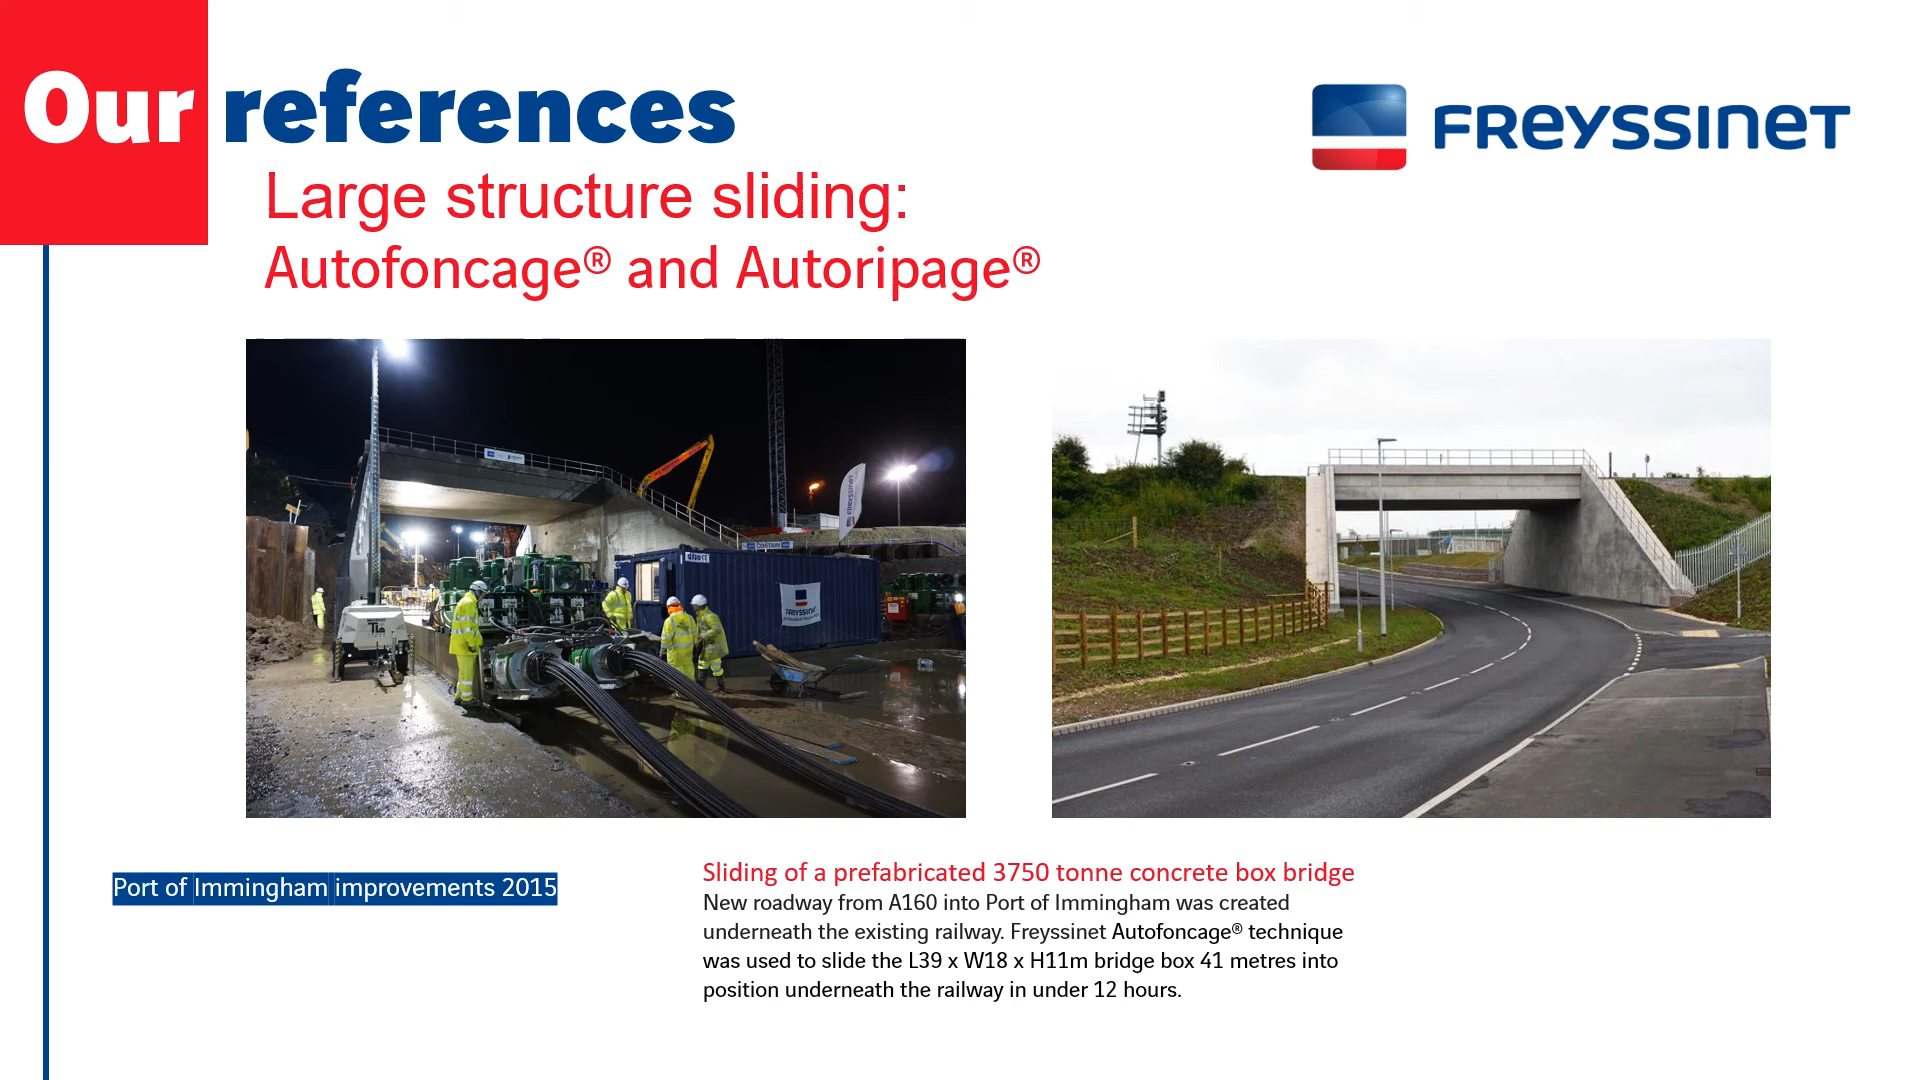 Our references
FREYSSINET
Large structure sliding:
Autofoncage® and Autoripage®
FREYSSINET
COSTAIN
FREYSSINET
Port of Immingham improvements 2015
Sliding of a prefabricated 3750 tonne concrete box bridge
New roadway from A160 into Port of Immingham was created
underneath the existing railway. Freyssinet Autofoncage® technique
was used to slide the L39 x W18 x H11m bridge box 41 metres into
position underneath the railway in under 12 hours.